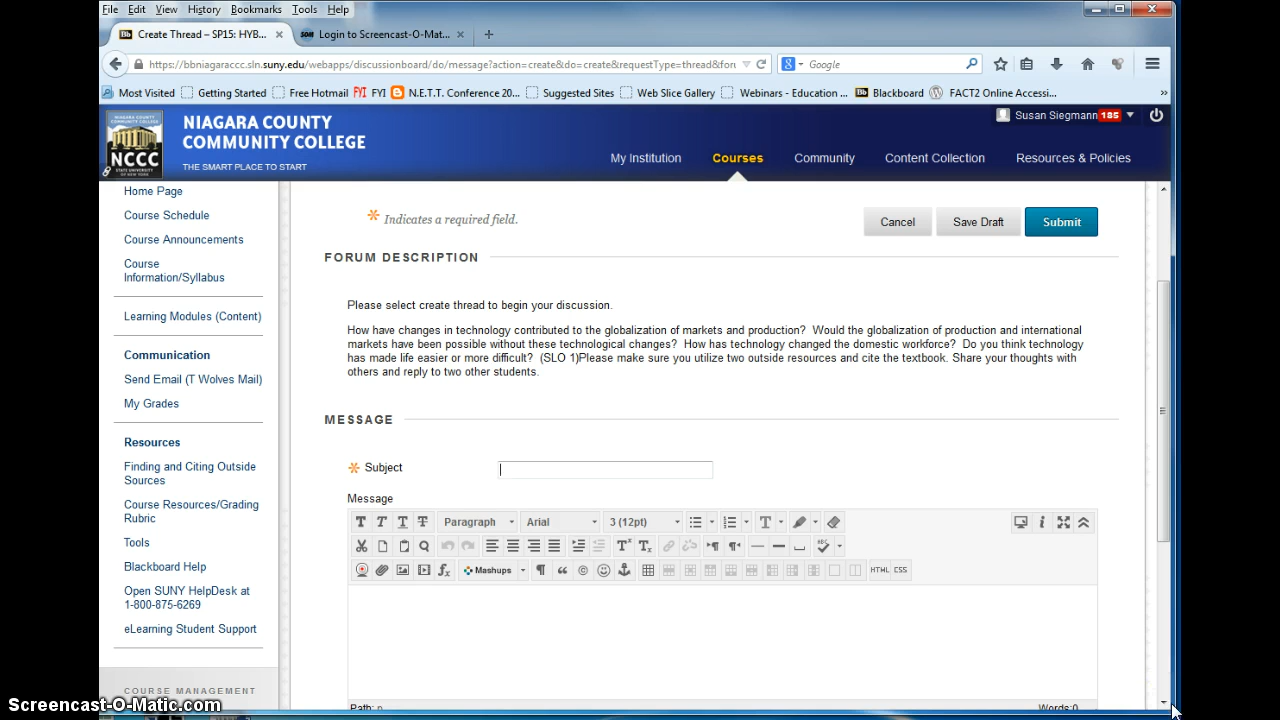 File Edit View History Bookmarks Tools Help
Bb Create Thread – SP15: HYB... × SOM Login to Screencast-O-Mat... × +
https://bbniagaraccc.sln.suny.edu/webapps/discussionboard/do/message?action=create&do=create&requestType=thread&foru Google
Most Visited Getting Started Free Hotmail FYI FYI N.E.T.T. Conference 20... Suggested Sites Web Slice Gallery Webinars - Education ... Bb Blackboard FACT2 Online Accessi... »
NIAGARA COUNTY
COMMUNITY COLLEGE
THE SMART PLACE TO START
NCCC
Susan Siegmann 185
My Institution Courses Community Content Collection Resources & Policies
Home Page
Course Schedule
Course Announcements
Course
Information/Syllabus
Learning Modules (Content)
Communication
Send Email (T Wolves Mail)
My Grades
Resources
Finding and Citing Outside
Sources
Course Resources/Grading
Rubric
Tools
Blackboard Help
Open SUNY HelpDesk at
1-800-875-6269
eLearning Student Support
COURSE MANAGEMENT
Indicates a required field.
Cancel Save Draft Submit
FORUM DESCRIPTION
Please select create thread to begin your discussion.
How have changes in technology contributed to the globalization of markets and production? Would the globalization of production and international
markets have been possible without these technological changes? How has technology changed the domestic workforce? Do you think technology
has made life easier or more difficult? (SLO 1)Please make sure you utilize two outside resources and cite the textbook. Share your thoughts with
others and reply to two other students.
MESSAGE
Subject
Message
T T T T Paragraph Arial 3 (12pt) T
Mashups HTML CSS
Path: p Words:0
Screencast-O-Matic.com